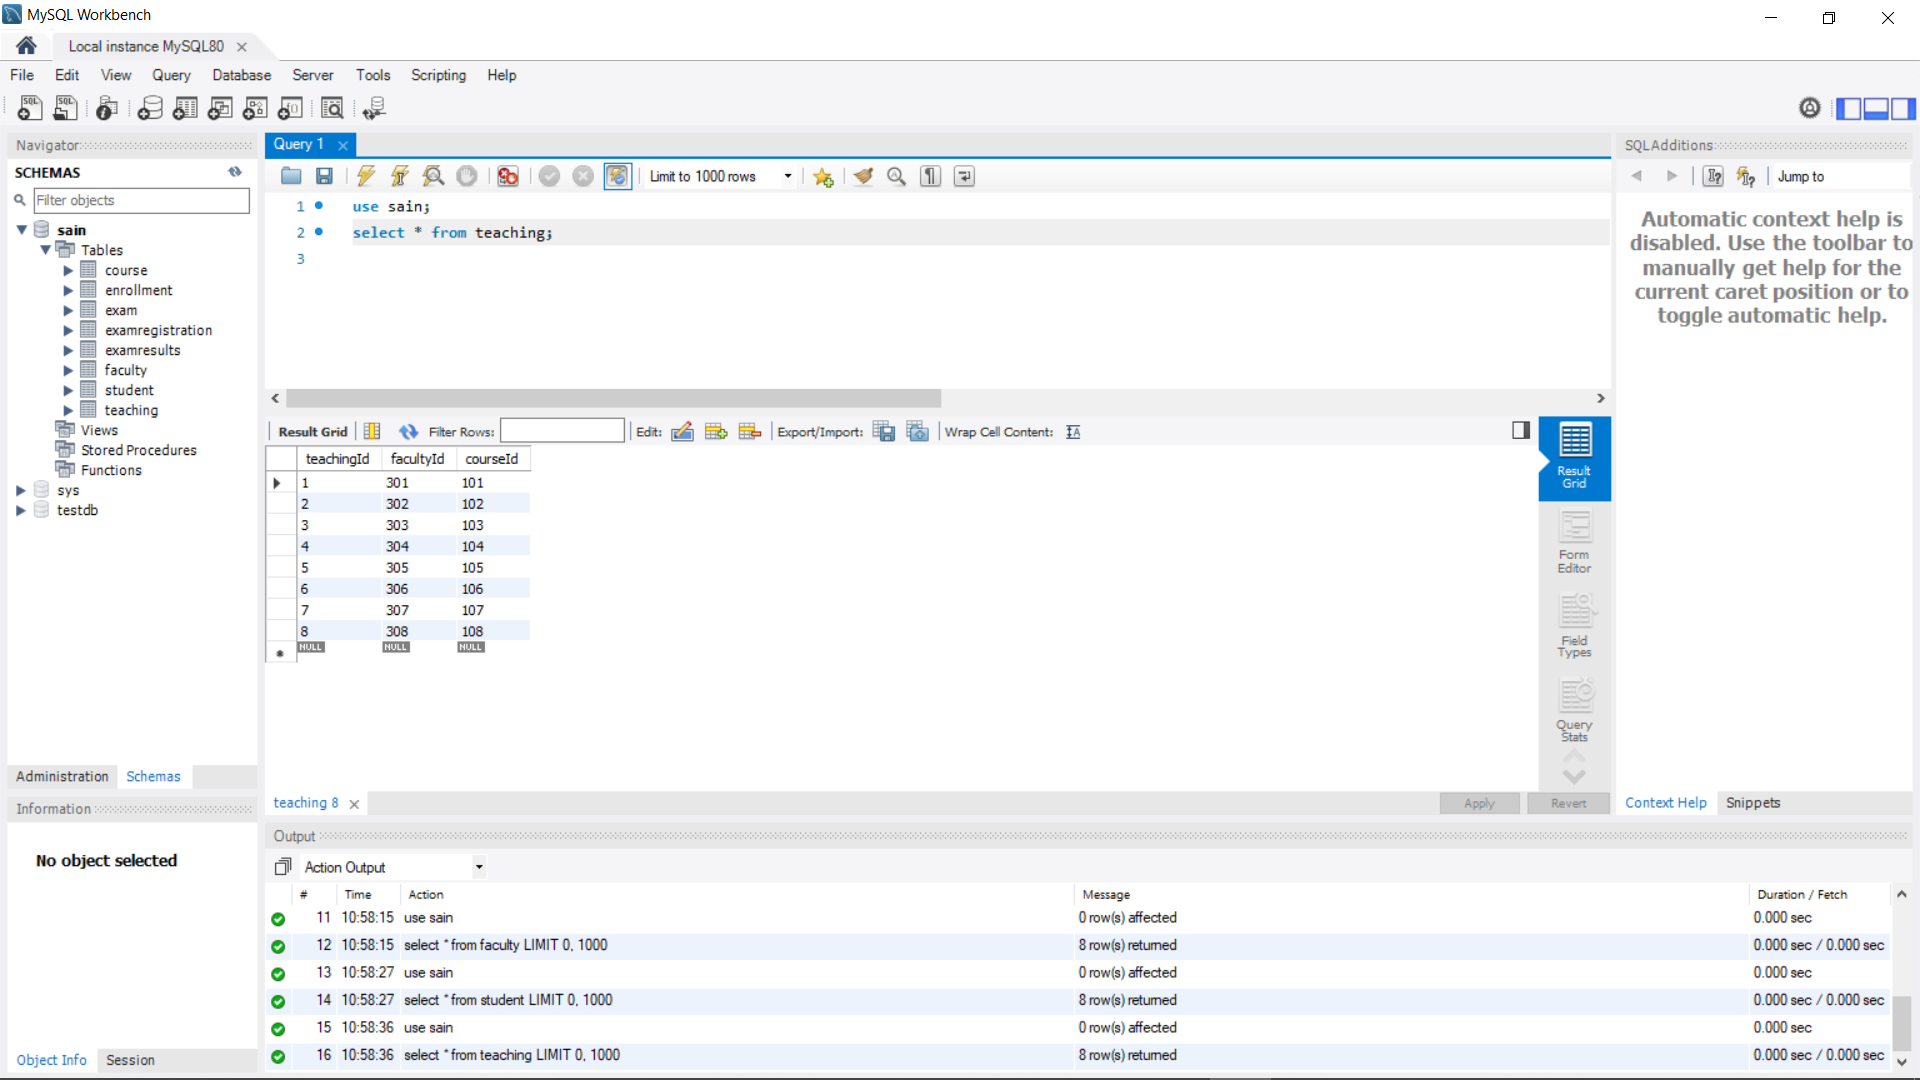 MySQL Workbench
Local instance MySQL80
File Edit View Query Database Server Tools Scripting Help
Navigator
SCHEMAS
Filter objects
sain
Tables
course
enrollment
exam
examregistration
examresults
faculty
student
teaching
Views
Stored Procedures
Functions
sys
testdb
Administration Schemas
Information
No object selected
Object Info Session
Query 1
Limit to 1000 rows
1 use sain;
2 select * from teaching;
3
Result Grid Filter Rows: Edit: Export/Import: Wrap Cell Content:
teachingId facultyId courseId
1 301 101
2 302 102
3 303 103
4 304 104
5 305 105
6 306 106
7 307 107
8 308 108
NULL NULL NULL
Result
Grid
Form
Editor
Field
Types
Query
Stats
teaching 8
Apply Revert
SQLAdditions
Jump to
Automatic context help is
disabled. Use the toolbar to
manually get help for the
current caret position or to
toggle automatic help.
Context Help Snippets
Output
Action Output
# Time Action Message Duration / Fetch
11 10:58:15 use sain 0 row(s) affected 0.000 sec
12 10:58:15 select * from faculty LIMIT 0, 1000 8 row(s) returned 0.000 sec / 0.000 sec
13 10:58:27 use sain 0 row(s) affected 0.000 sec
14 10:58:27 select * from student LIMIT 0, 1000 8 row(s) returned 0.000 sec / 0.000 sec
15 10:58:36 use sain 0 row(s) affected 0.000 sec
16 10:58:36 select * from teaching LIMIT 0, 1000 8 row(s) returned 0.000 sec / 0.000 sec